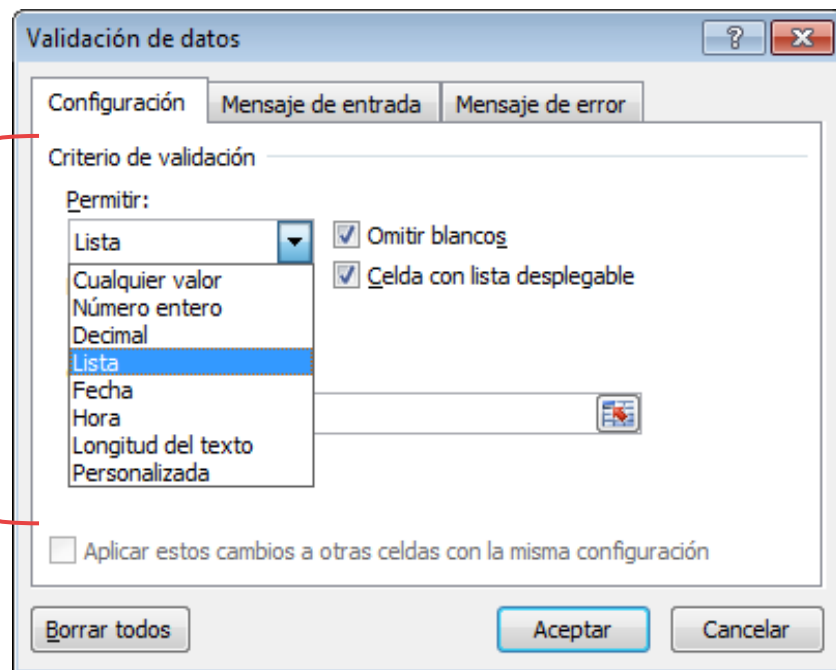 Validación de datos
Configuración Mensaje de entrada Mensaje de error
Criterio de validación
Permitir:
Lista Omitir blancos
Celda con lista desplegable
Cualquier valor
Número entero
Decimal
Lista
Fecha
Hora
Longitud del texto
Personalizada
Aplicar estos cambios a otras celdas con la misma configuración
Borrar todos Aceptar Cancelar